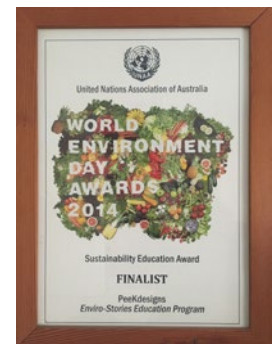 UNAA
United Nations Association of Australia
WORLD
ENVIRONMENT
DAY
AWARDS
2014
Sustainability Education Award
FINALIST
PeeKdesigns
Enviro-Stories Education Program